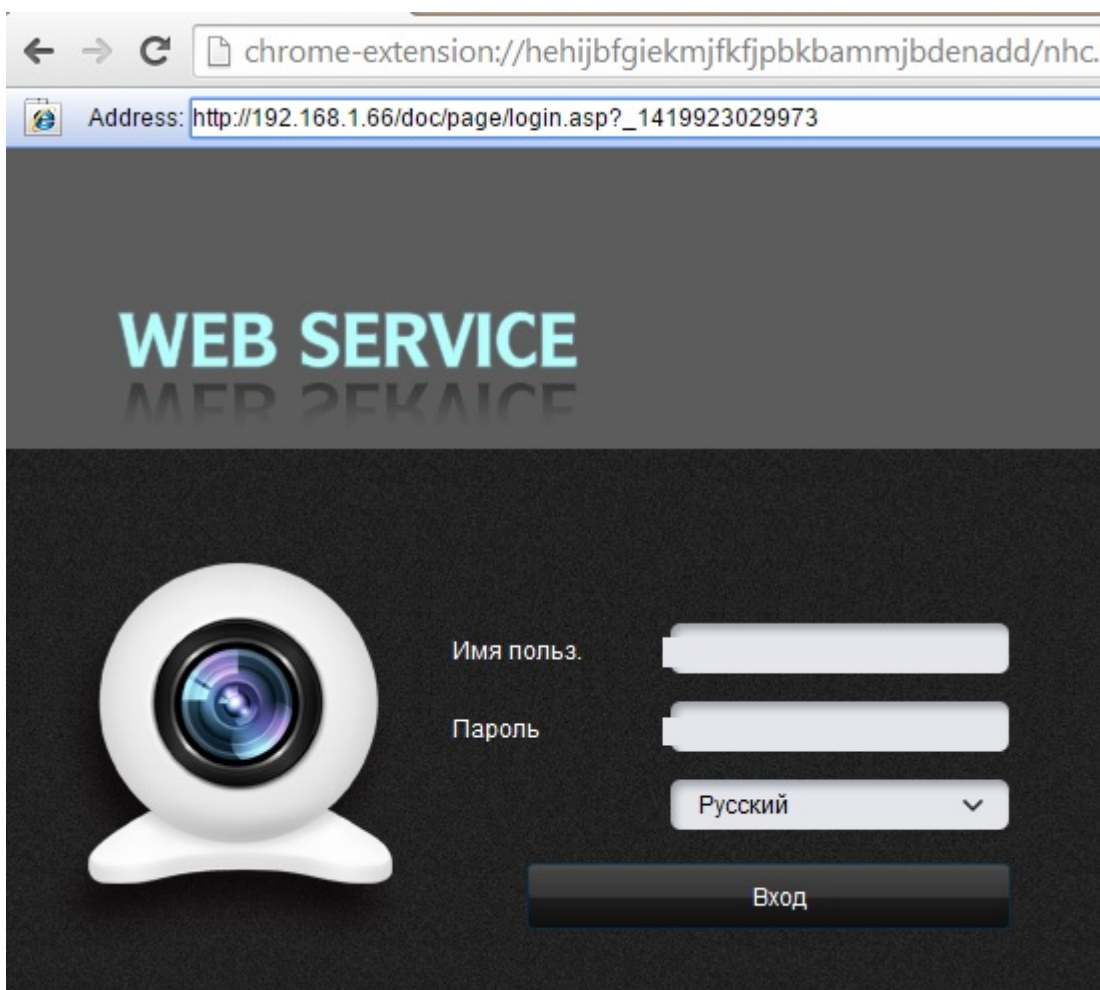 chrome-extension://hehijbfgiekmjfkfjpbkbammjbdenadd/nhc.
Address: http://192.168.1.66/doc/page/login.asp?_1419923029973
WEB SERVICE
Имя польз.
Пароль
Русский
Вход